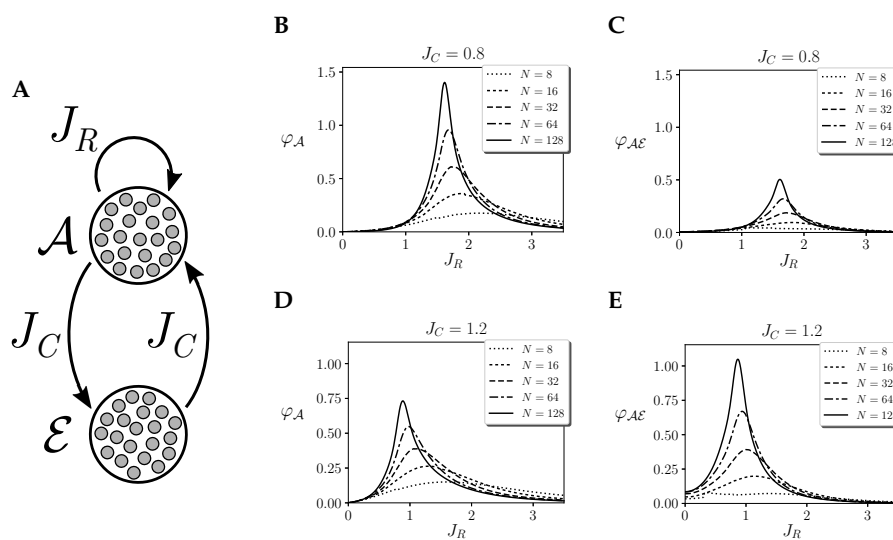 A
J_R
𝒜
J_C
J_C
ℰ
B
J_C = 0.8
φ_𝒜
1.5
1.0
0.5
0.0
0
1
2
3
J_R
N = 8
N = 16
N = 32
N = 64
N = 128
C
J_C = 0.8
φ_𝒜ℰ
1.5
1.0
0.5
0.0
0
1
2
3
J_R
N = 8
N = 16
N = 32
N = 64
N = 128
D
J_C = 1.2
φ_𝒜
1.00
0.75
0.50
0.25
0.00
0
1
2
3
J_R
N = 8
N = 16
N = 32
N = 64
N = 128
E
J_C = 1.2
φ_𝒜ℰ
1.00
0.75
0.50
0.25
0.00
0
1
2
3
J_R
N = 8
N = 16
N = 32
N = 64
N = 12